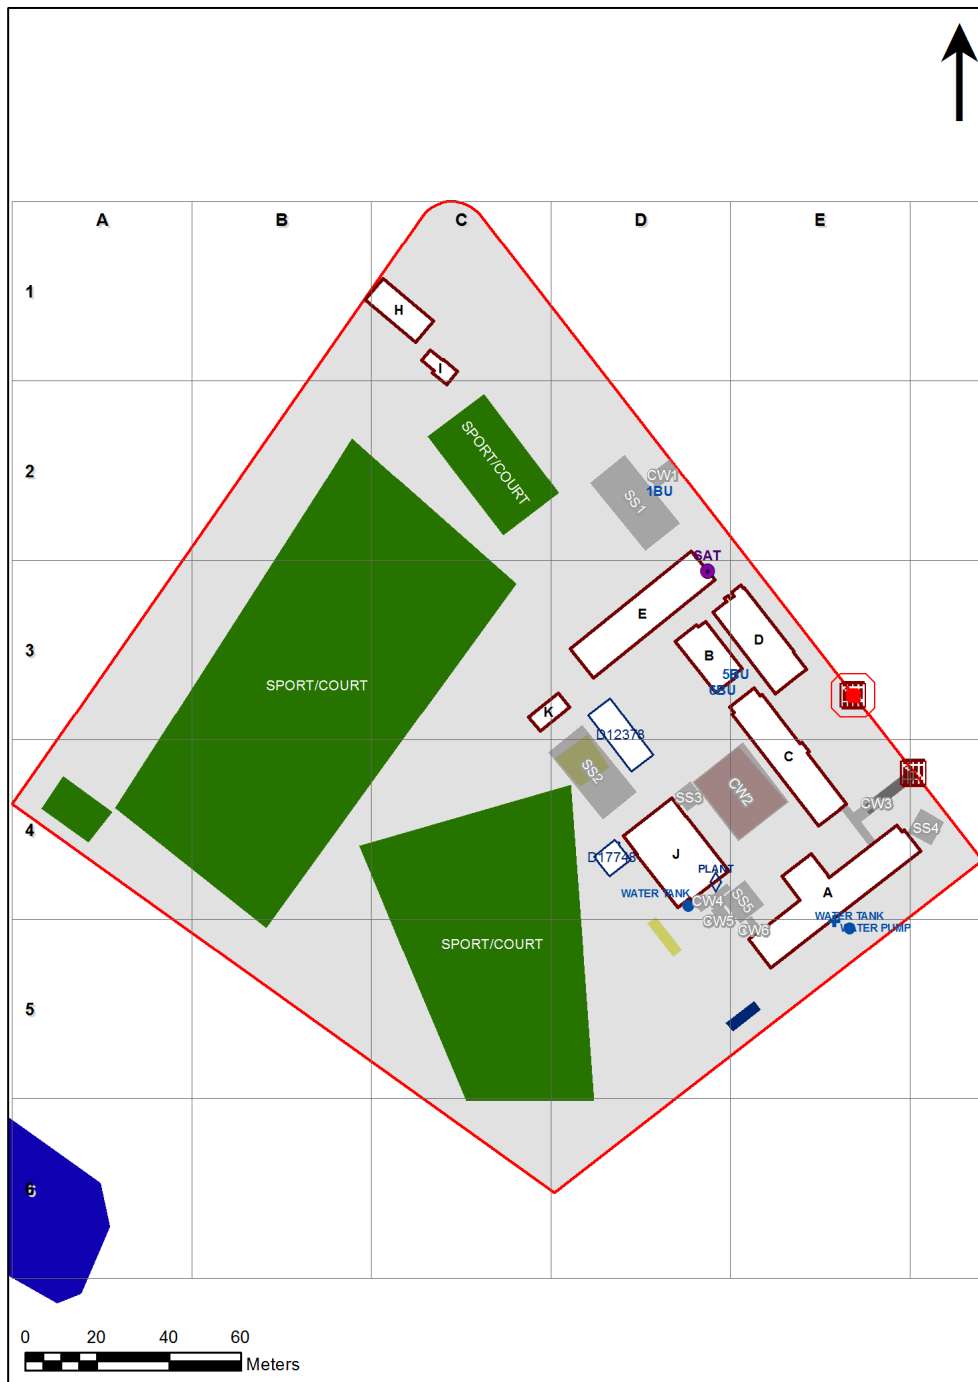 A
B
C
D
E
1
H
I
2
SPORT/COURT
CW1
1BU
SS1
SAT
3
E
D
B
5BU
6BU
SPORT/COURT
K
D12378
C
SS2
CW2
SS3
CW3
SS4
4
J
D17748
PLANT
A
WATER TANK
CW4
SS5
CW5
CW6
WATER TANK
WATER PUMP
SPORT/COURT
5
6
0 20 40 60
Meters